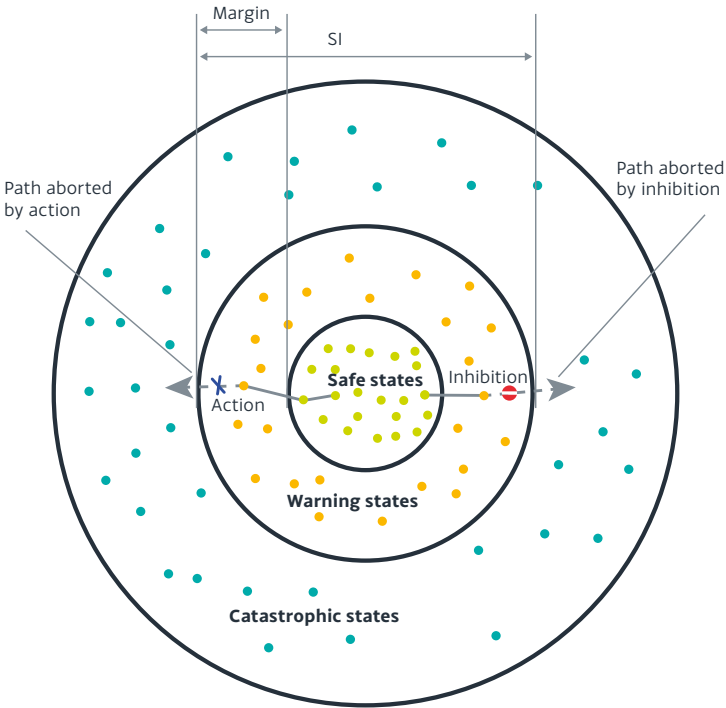 Margin
SI
Path aborted
by action
Path aborted
by inhibition
Safe states
Inhibition
Action
Warning states
Catastrophic states